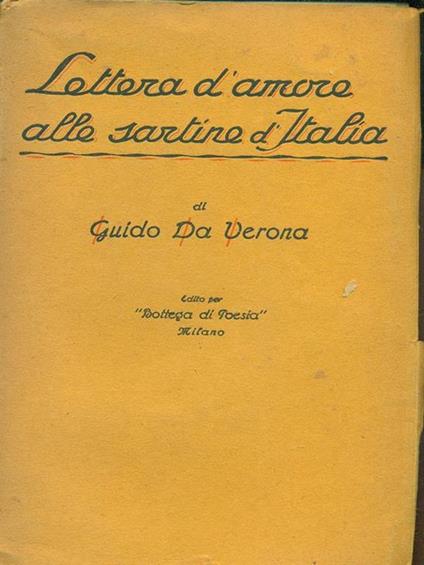 Lettera d'amore
alle sartine d'Italia
di
Guido Da Verona
Edito per
"Bottega di Poesia"
Milano